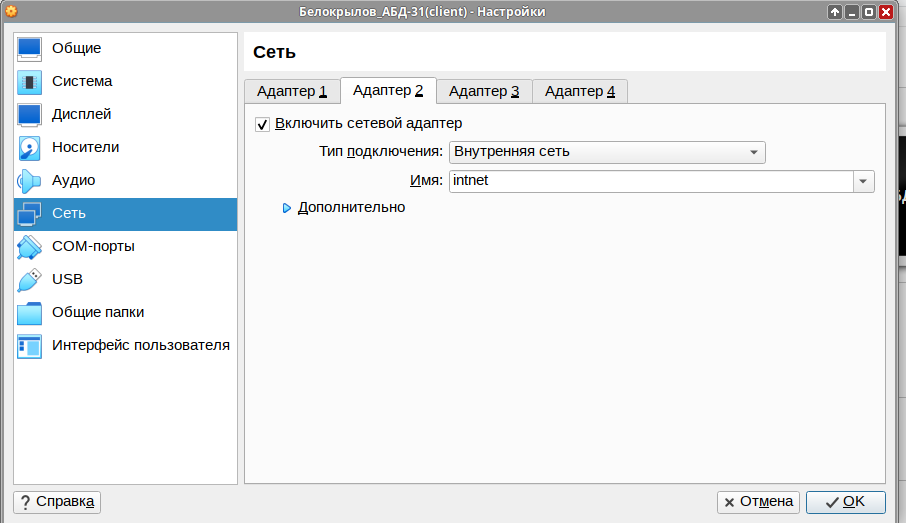 Белокрылов_АБД-31(client) - Настройки
Общие
Система
Дисплей
Носители
Аудио
Сеть
COM-порты
USB
Общие папки
Интерфейс пользователя
Сеть
Адаптер 1 Адаптер 2 Адаптер 3 Адаптер 4
Включить сетевой адаптер
Тип подключения: Внутренняя сеть
Имя: intnet
Дополнительно
? Справка Отмена OK